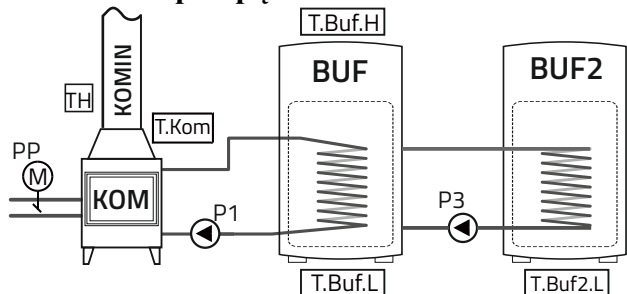 T.Buf.H
BUF
BUF2
KOMIN
TH
T.Kom
PP
M
KOM
P1
P3
T.Buf.L
T.Buf2.L